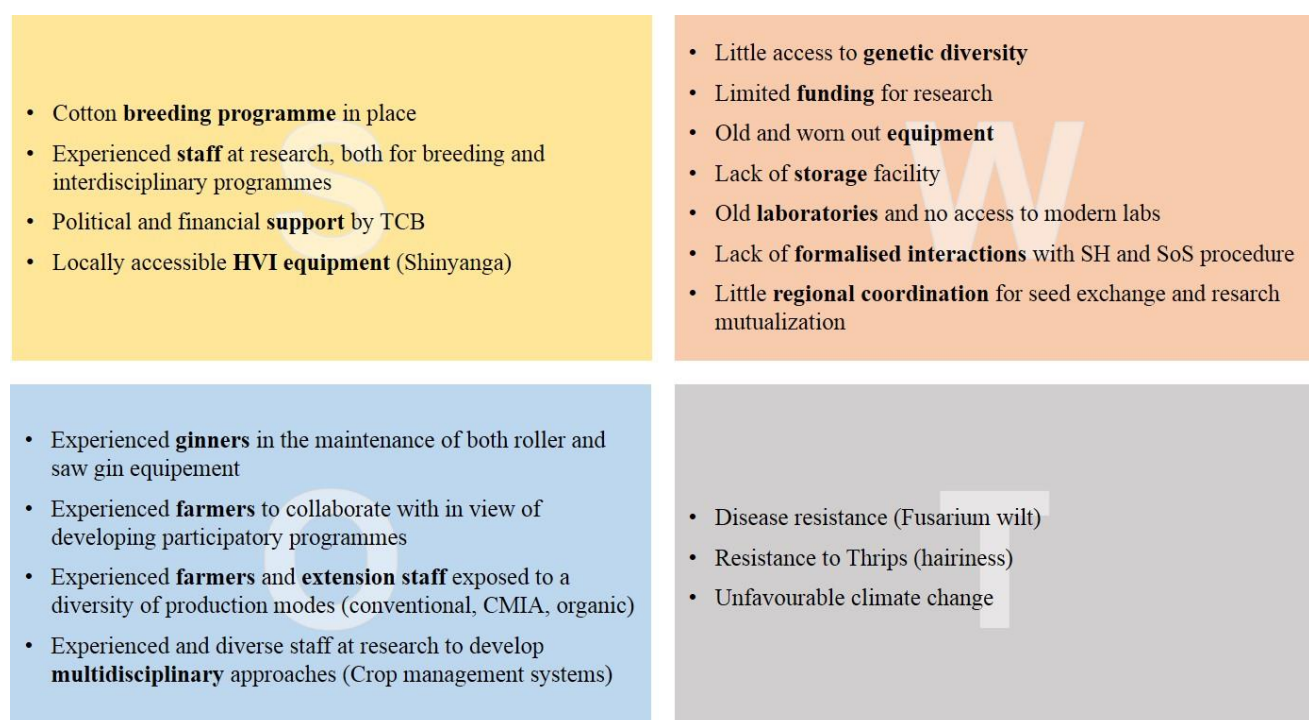 S
• Cotton breeding programme in place
• Experienced staff at research, both for breeding and
interdisciplinary programmes
• Political and financial support by TCB
• Locally accessible HVI equipment (Shinyanga)
W
• Little access to genetic diversity
• Limited funding for research
• Old and worn out equipment
• Lack of storage facility
• Old laboratories and no access to modern labs
• Lack of formalised interactions with SH and SoS procedure
• Little regional coordination for seed exchange and resarch
mutualization
O
• Experienced ginners in the maintenance of both roller and
saw gin equipement
• Experienced farmers to collaborate with in view of
developing participatory programmes
• Experienced farmers and extension staff exposed to a
diversity of production modes (conventional, CMIA, organic)
• Experienced and diverse staff at research to develop
multidisciplinary approaches (Crop management systems)
T
• Disease resistance (Fusarium wilt)
• Resistance to Thrips (hairiness)
• Unfavourable climate change